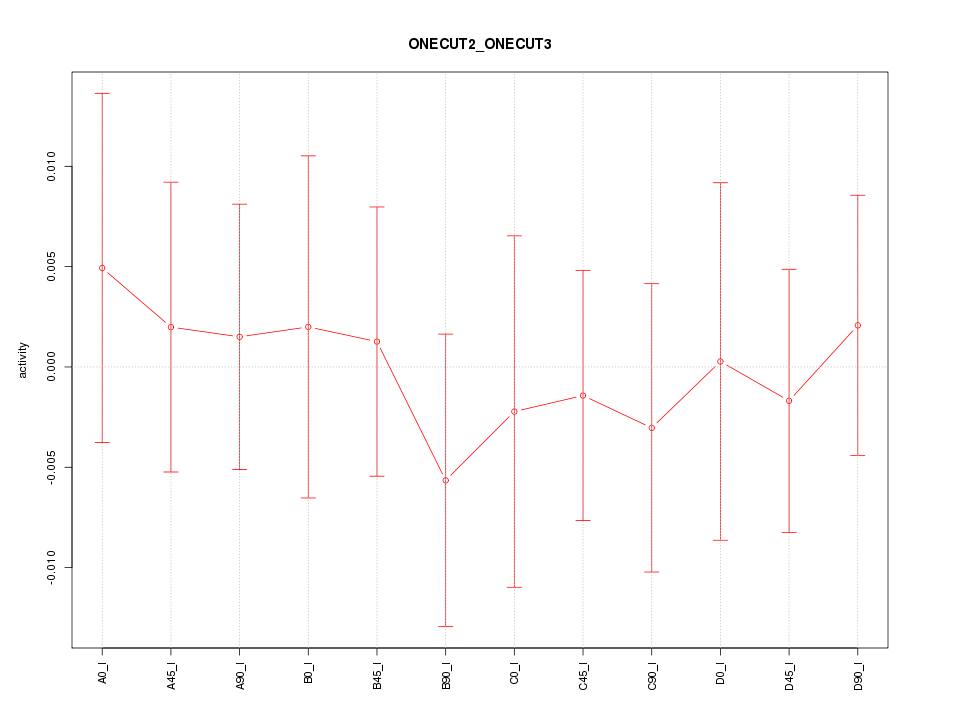 ONECUT2_ONECUT3
activity
0.010
0.005
0.000
-0.005
-0.010
A0_I
A45_I
A90_I
B0_I
B45_I
B90_I
C0_I
C45_I
C90_I
D0_I
D45_I
D90_I